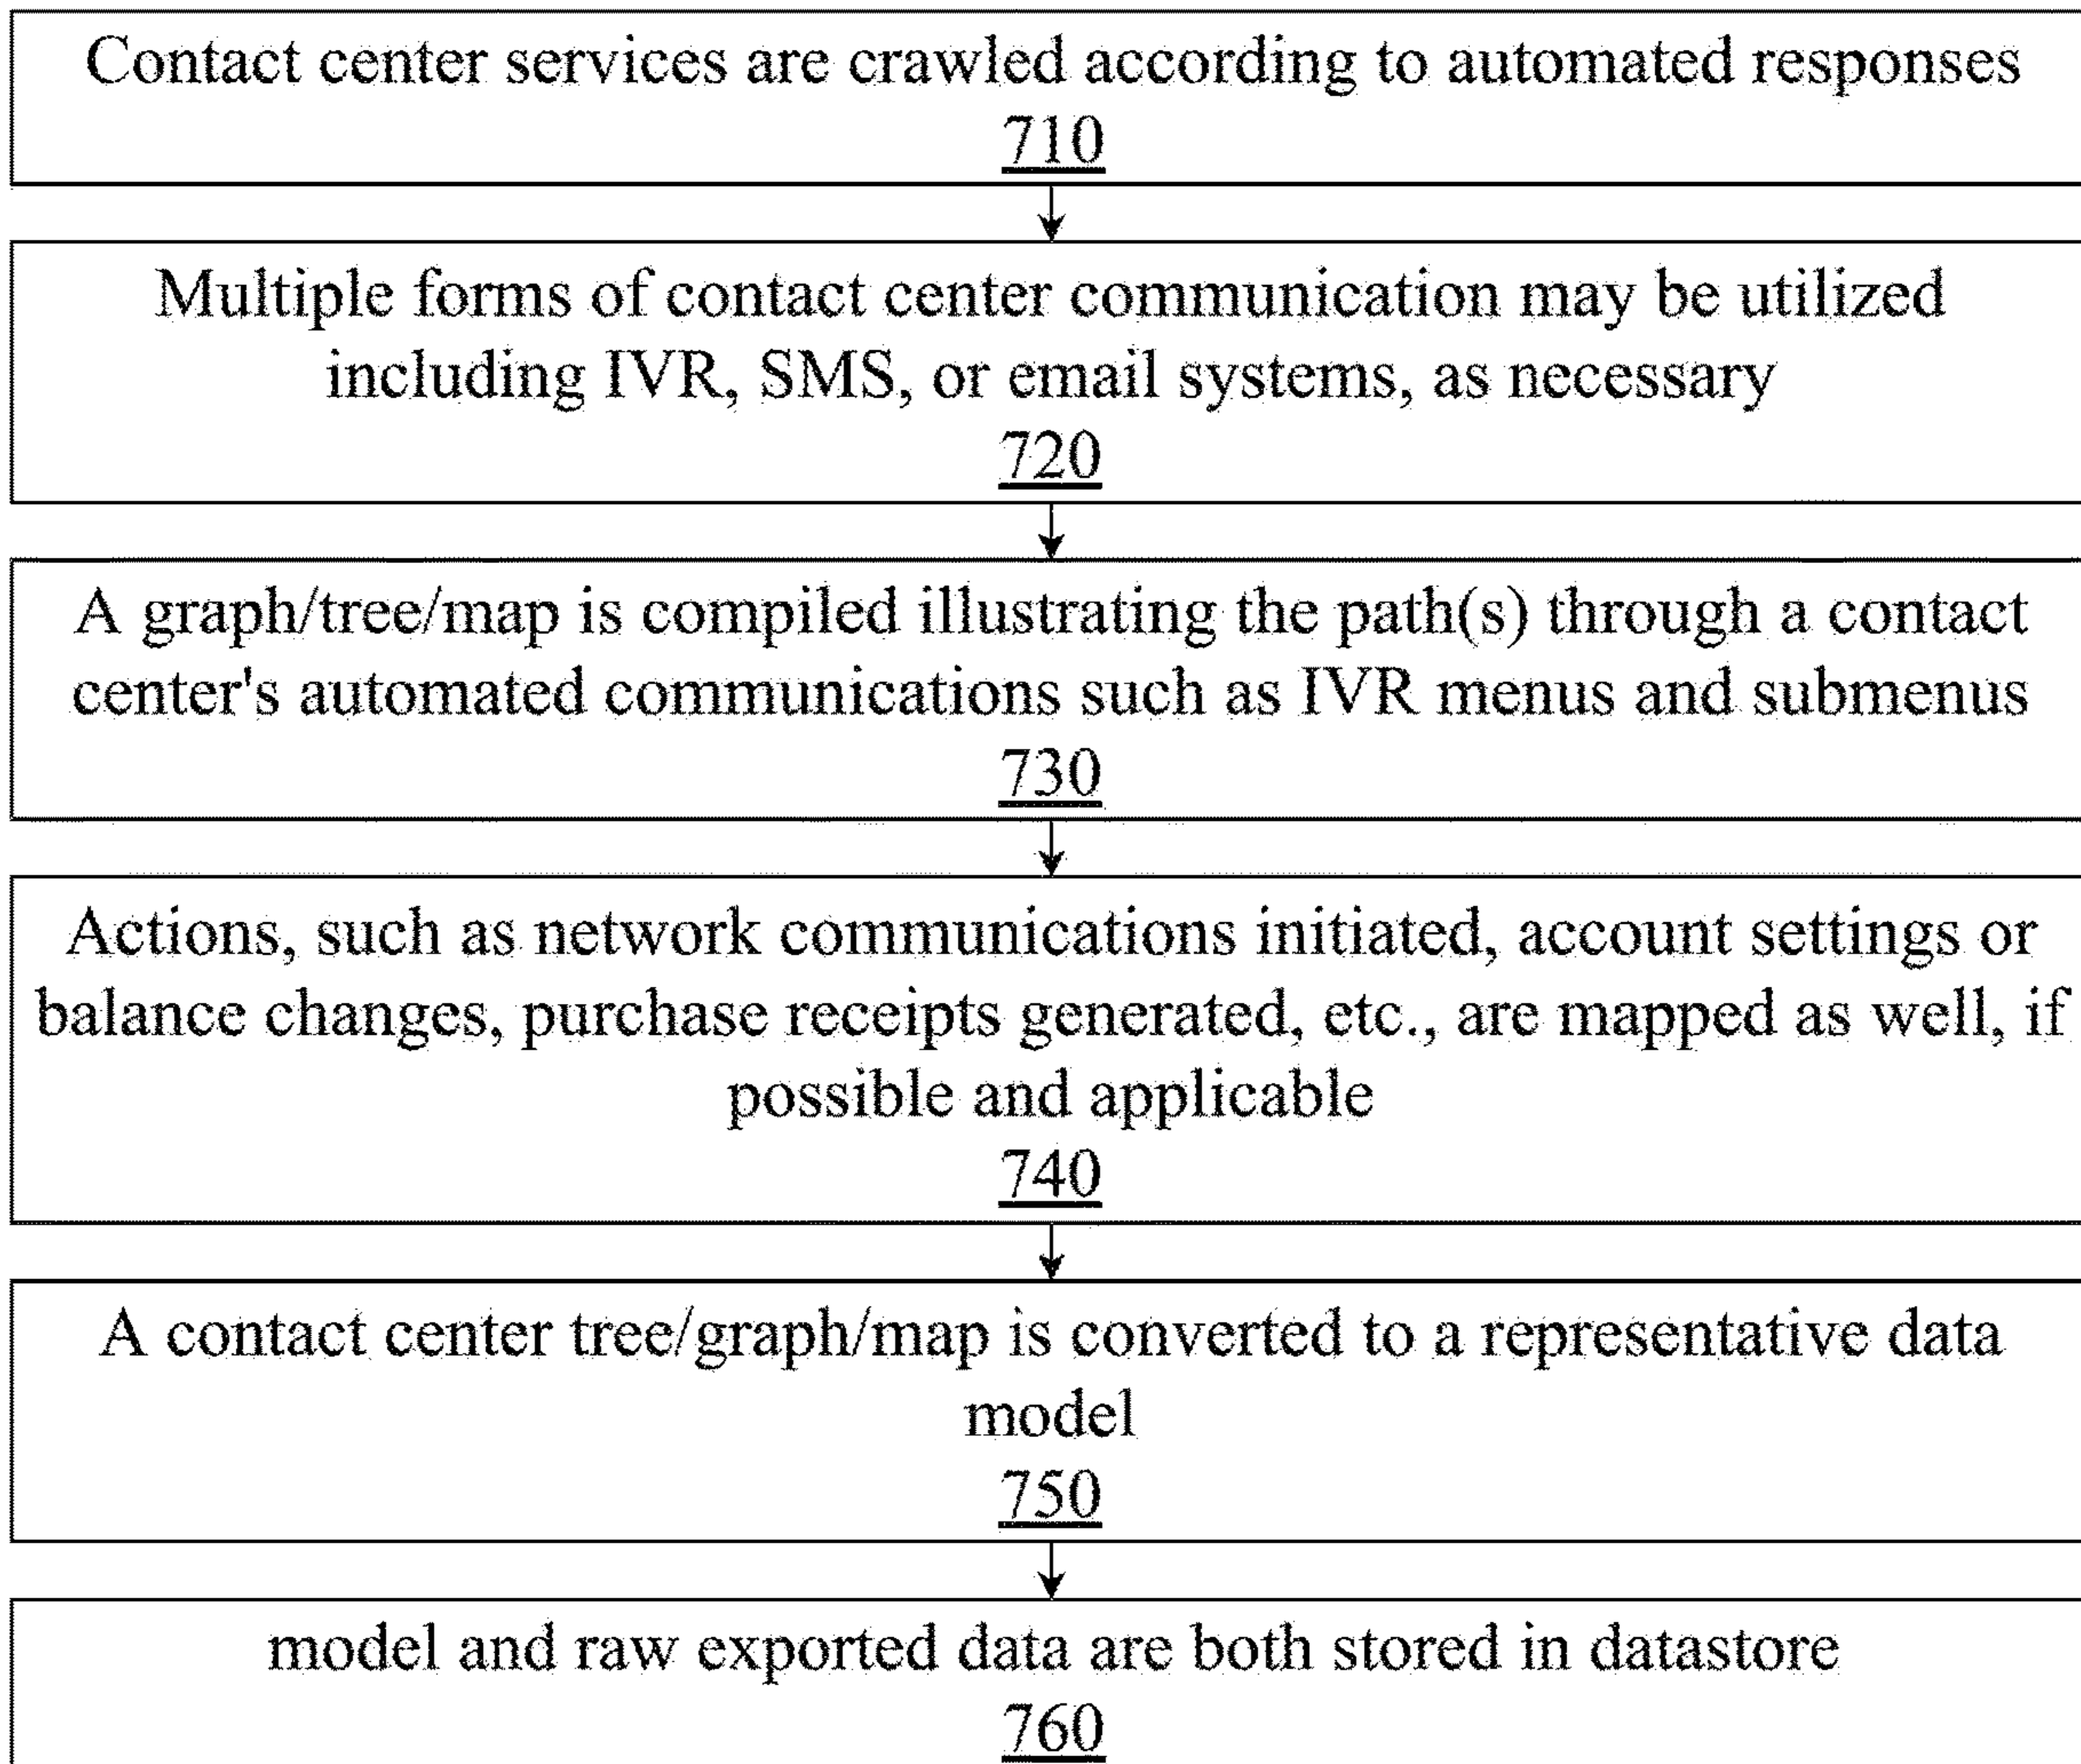 Contact center services are crawled according to automated responses
710
Multiple forms of contact center communication may be utilized
including IVR, SMS, or email systems, as necessary
720
A graph/tree/map is compiled illustrating the path(s) through a contact
center's automated communications such as IVR menus and submenus
730
Actions, such as network communications initiated, account settings or
balance changes, purchase receipts generated, etc., are mapped as well, if
possible and applicable
740
A contact center tree/graph/map is converted to a representative data
model
750
model and raw exported data are both stored in datastore
760